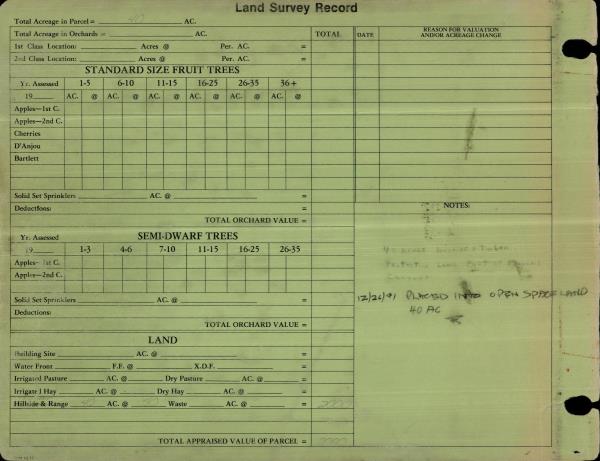 Land Survey Record
Total Acreage in Parcel = 40 AC.
Total Acreage in Orchards = AC. TOTAL DATE REASON FOR VALUATION
AND/OR ACREAGE CHANGE
1st Class Location: Acres @ Per. AC. =
2nd Class Location: Acres @ Per. AC. =
STANDARD SIZE FRUIT TREES
Yr. Assessed 1-5 6-10 11-15 16-25 26-35 36+
19 AC. @ AC. @ AC. @ AC. @ AC. @ AC. @
Apples—1st C.
Apples—2nd C.
Cherries
D'Anjou
Bartlett
Solid Set Sprinklers AC. @ =
Deductions: = NOTES:
TOTAL ORCHARD VALUE =
SEMI-DWARF TREES
Yr. Assessed
19 1-3 4-6 7-10 11-15 16-25 26-35
Apples-1st C.
Apples—2nd C.
12/26/91 PLACED INTO OPEN SPACE LAND
40 AC
Solid Set Sprinklers AC. @ =
Deductions: =
TOTAL ORCHARD VALUE =
LAND
Building Site AC. @ =
Water Front F.F. @ X.D.F. =
Irrigated Pasture AC. @ Dry Pasture AC. @ =
Irrigated Hay AC. @ Dry Hay AC. @ =
Hillside & Range 40 AC. @ 50 Waste AC. @ = 2000
TOTAL APPRAISED VALUE OF PARCEL = 2000